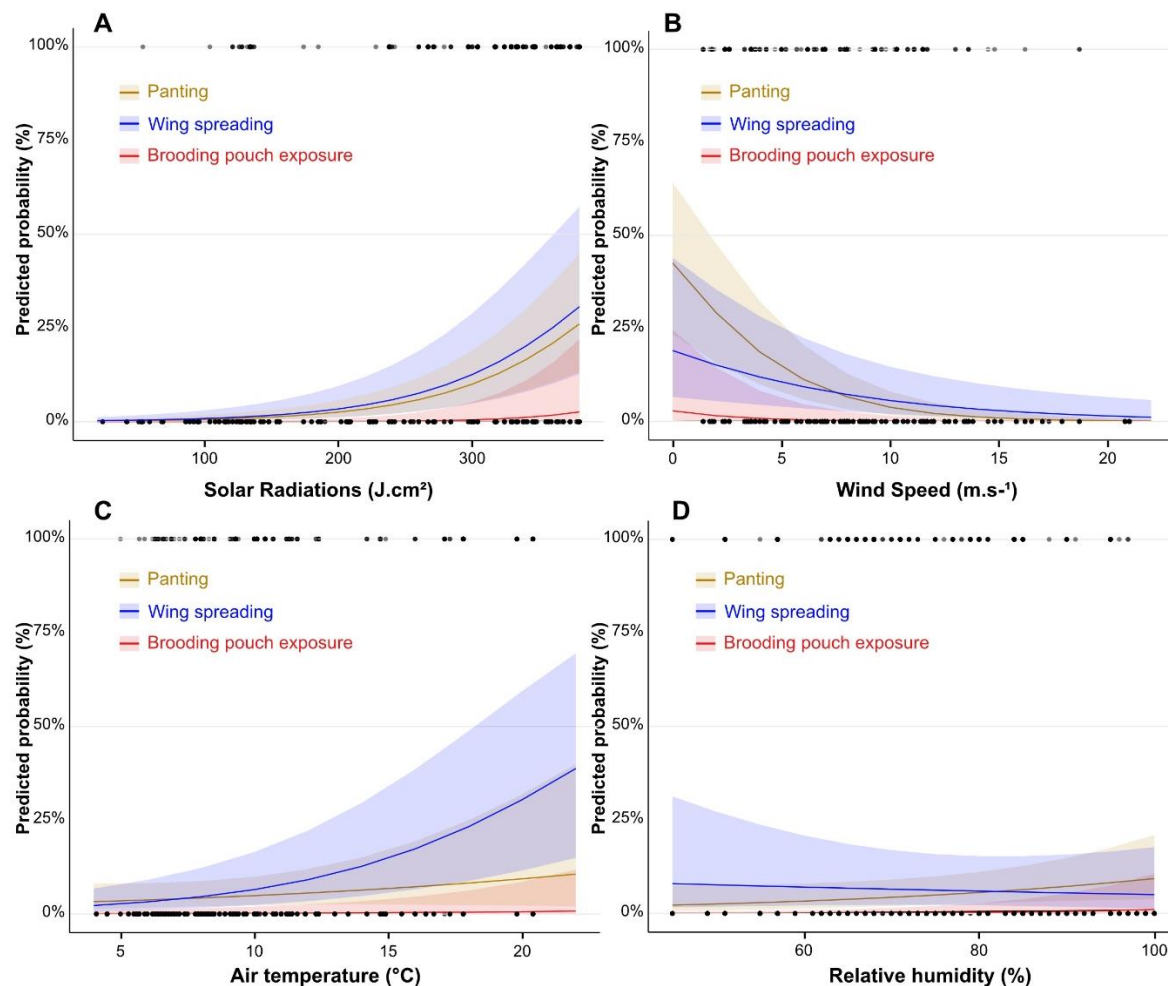 A
100%
75%
50%
25%
0%
Predicted probability (%)
Panting
Wing spreading
Brooding pouch exposure
100
200
300
Solar Radiations (J.cm²)
B
100%
75%
50%
25%
0%
Predicted probability (%)
Panting
Wing spreading
Brooding pouch exposure
0
5
10
15
20
Wind Speed (m.s-¹)
C
100%
75%
50%
25%
0%
Predicted probability (%)
Panting
Wing spreading
Brooding pouch exposure
5
10
15
20
Air temperature (°C)
D
100%
75%
50%
25%
0%
Predicted probability (%)
Panting
Wing spreading
Brooding pouch exposure
60
80
100
Relative humidity (%)